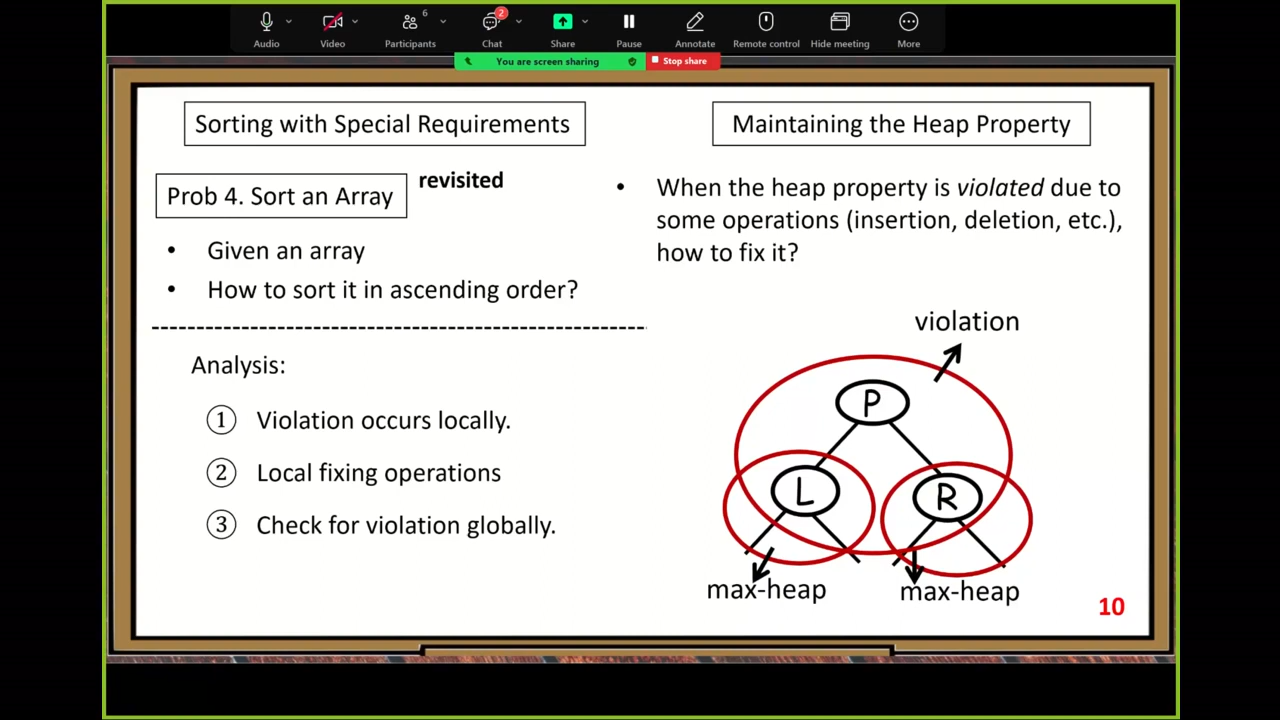 6
2
Audio
Video
Participants
Chat
Share
Pause
Annotate
Remote control
Hide meeting
More
You are screen sharing
Stop share
Sorting with Special Requirements
Prob 4. Sort an Array
revisited
• Given an array
• How to sort it in ascending order?
Analysis:
① Violation occurs locally.
② Local fixing operations
③ Check for violation globally.
Maintaining the Heap Property
• When the heap property is violated due to
some operations (insertion, deletion, etc.),
how to fix it?
violation
P
L
R
max-heap
max-heap
10